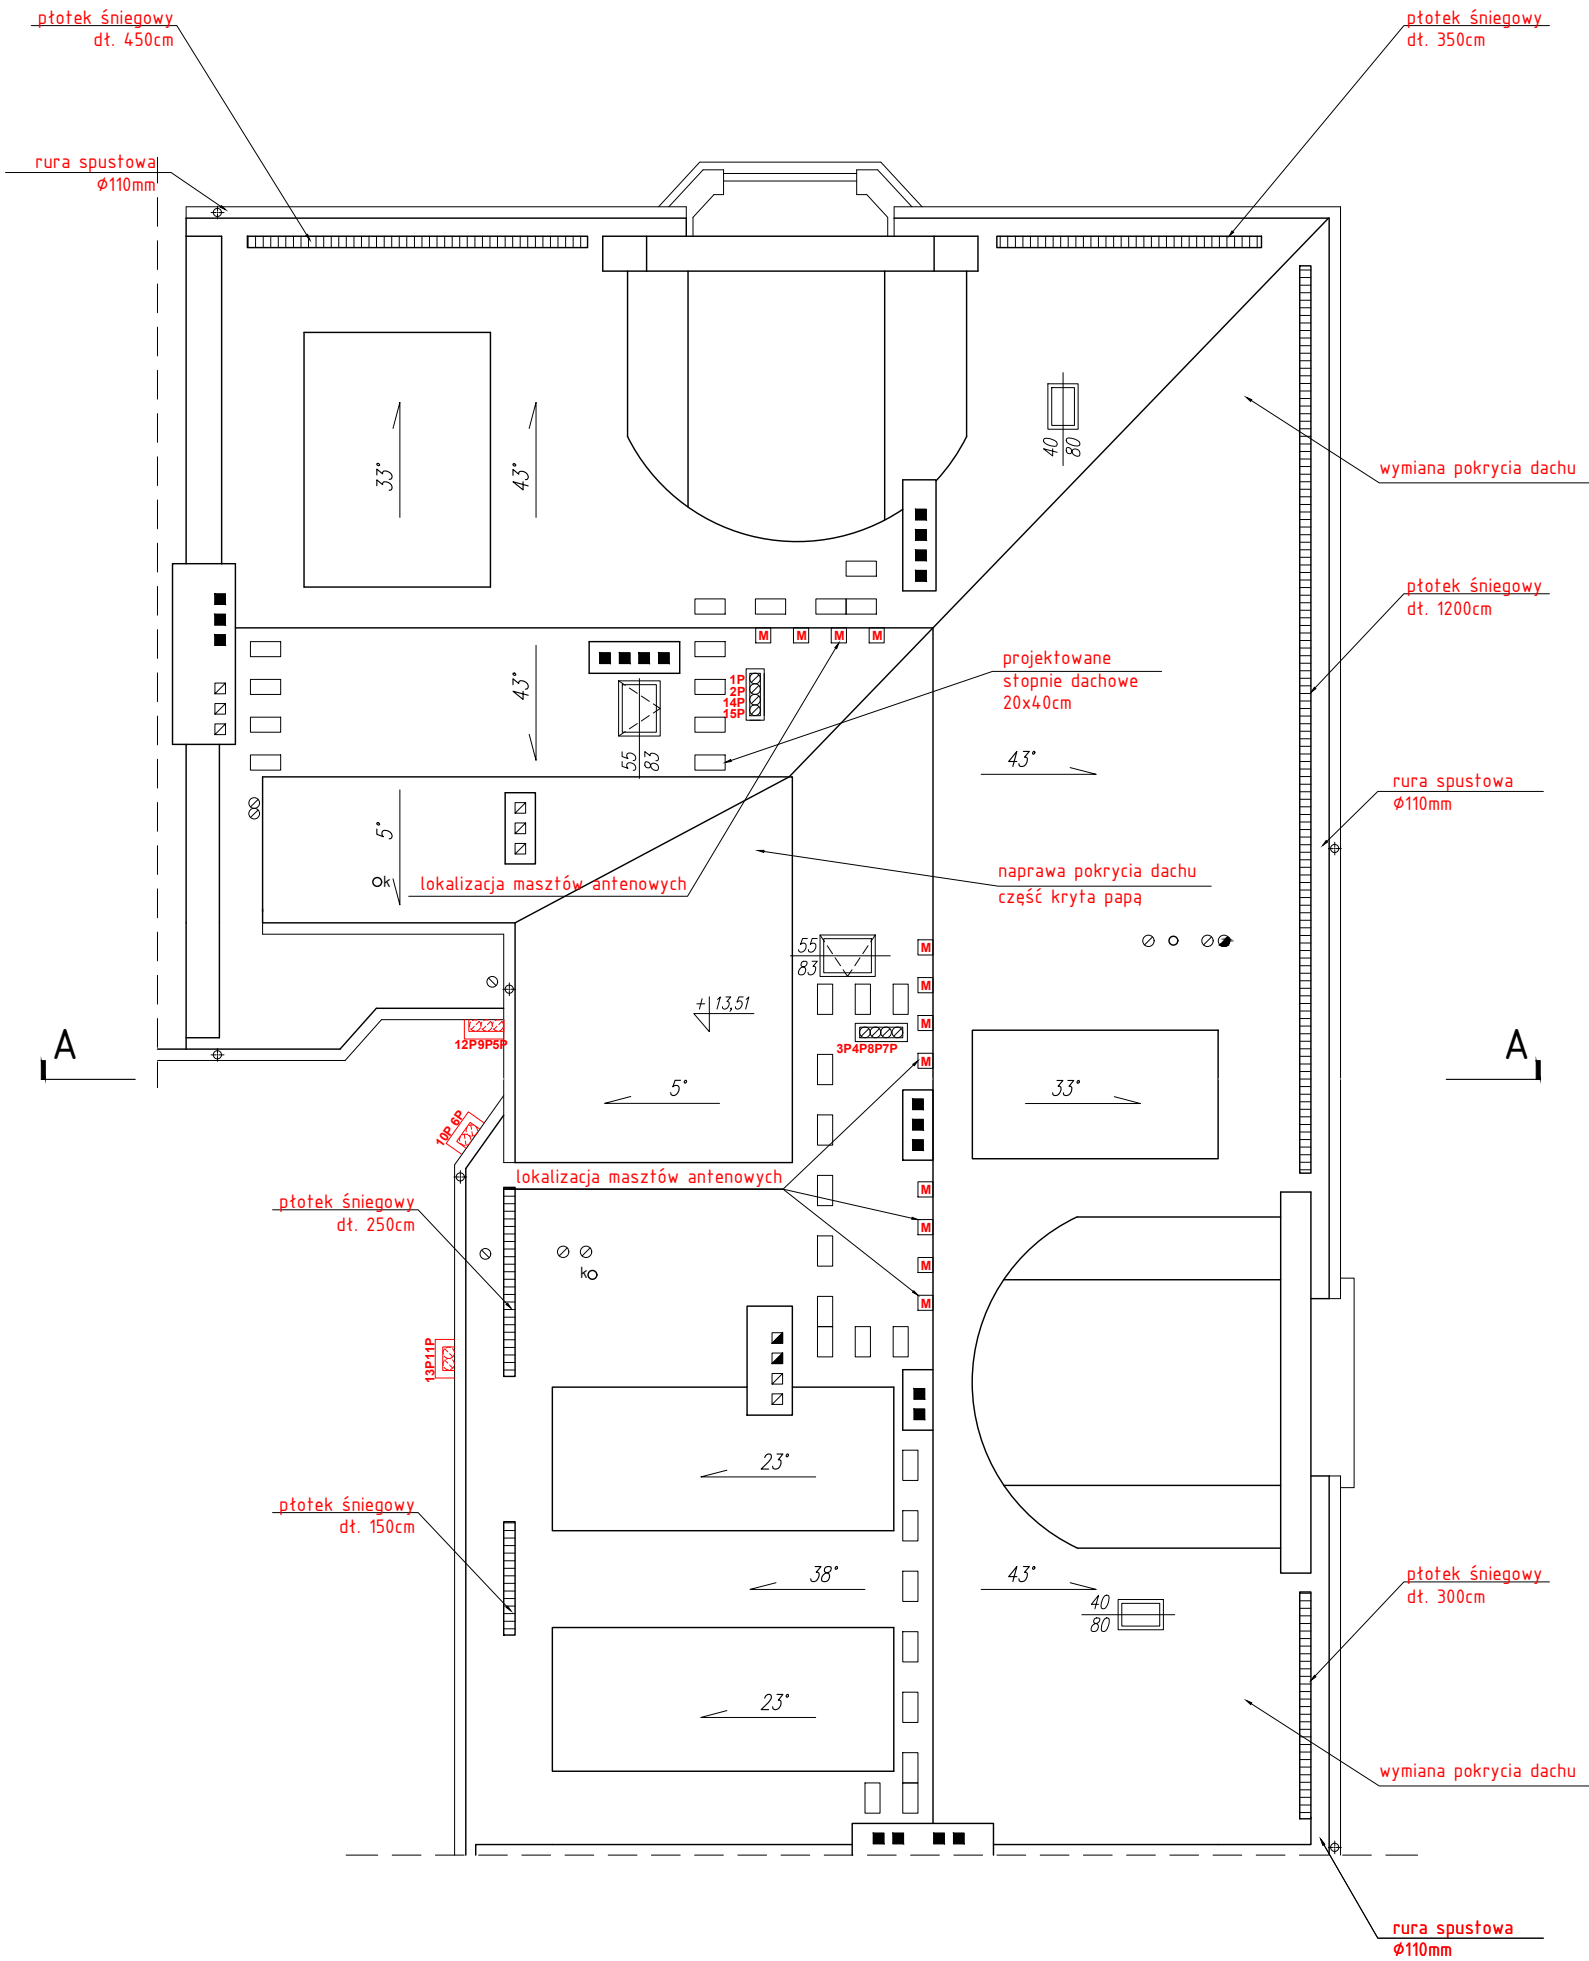 płotek śniegowy
dł. 450cm
płotek śniegowy
dł. 350cm
rura spustowa
ϕ110mm
33°
43°
40
80
wymiana pokrycia dachu
płotek śniegowy
dł. 1200cm
M M M M
43°
1P
2P
14P
15P
projektowane
stopnie dachowe
20x40cm
55
83
43°
rura spustowa
ϕ110mm
5°
k
lokalizacja masztów antenowych
naprawa pokrycia dachu
część kryta papą
55
83
M
M
+ 13,51
M
12P9P5P
3P4P8P7P
M
A
A
5°
33°
10P 6P
lokalizacja masztów antenowych
M
płotek śniegowy
dł. 250cm
M
M
k
M
13P11P
23°
płotek śniegowy
dł. 150cm
38°
43°
40
80
płotek śniegowy
dł. 300cm
23°
wymiana pokrycia dachu
rura spustowa
ϕ110mm